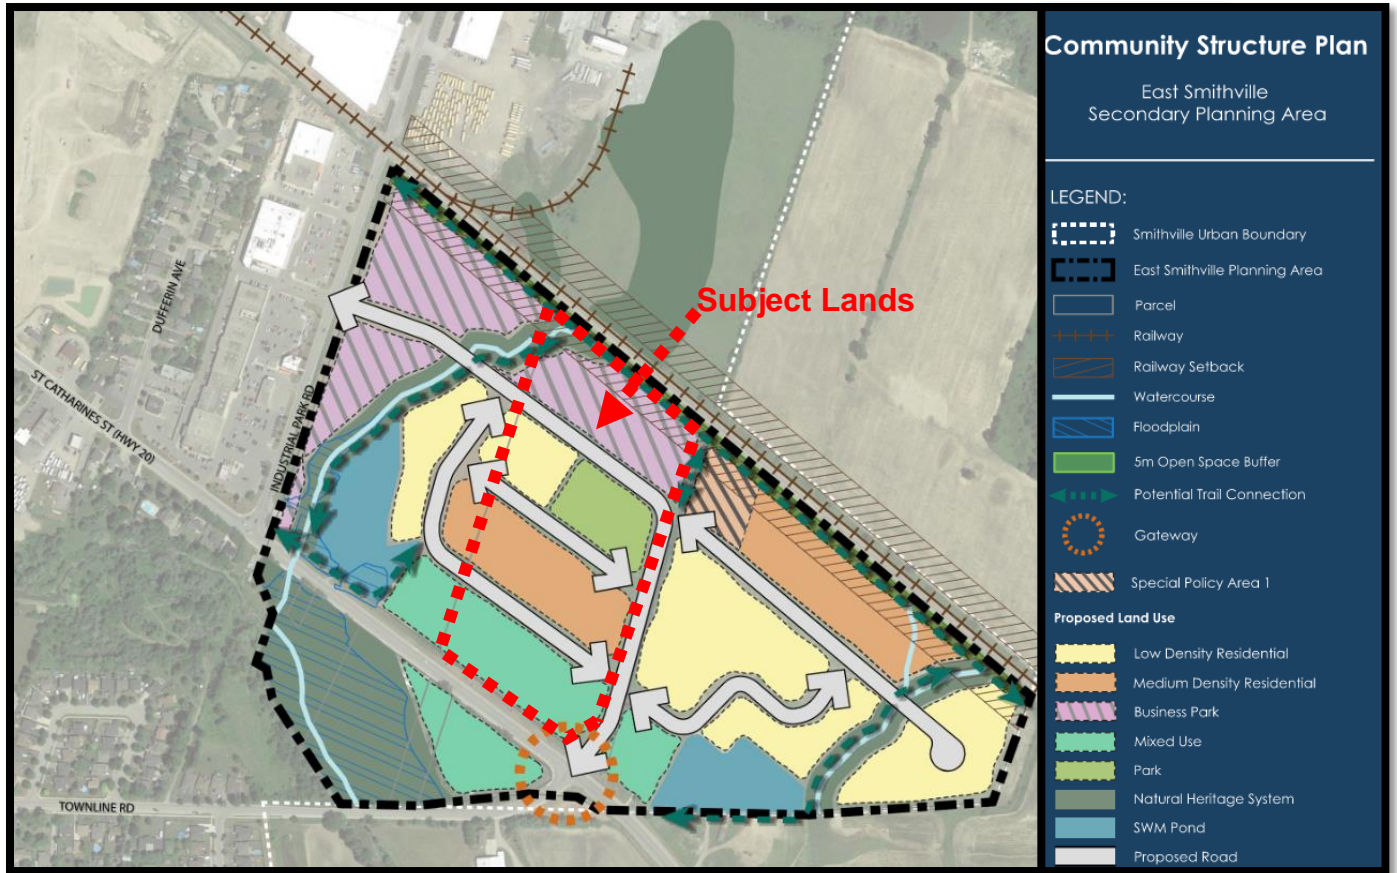 Community Structure Plan
East Smithville
Secondary Planning Area
LEGEND:
Smithville Urban Boundary
East Smithville Planning Area
Parcel
Railway
Railway Setback
Watercourse
Floodplain
5m Open Space Buffer
Potential Trail Connection
Gateway
Special Policy Area 1
Proposed Land Use
Low Density Residential
Medium Density Residential
Business Park
Mixed Use
Park
Natural Heritage System
SWM Pond
Proposed Road
Subject Lands
DUFFERIN AVE
ST CATHARINES ST (HWY 20)
INDUSTRIAL PARK RD
TOWNLINE RD